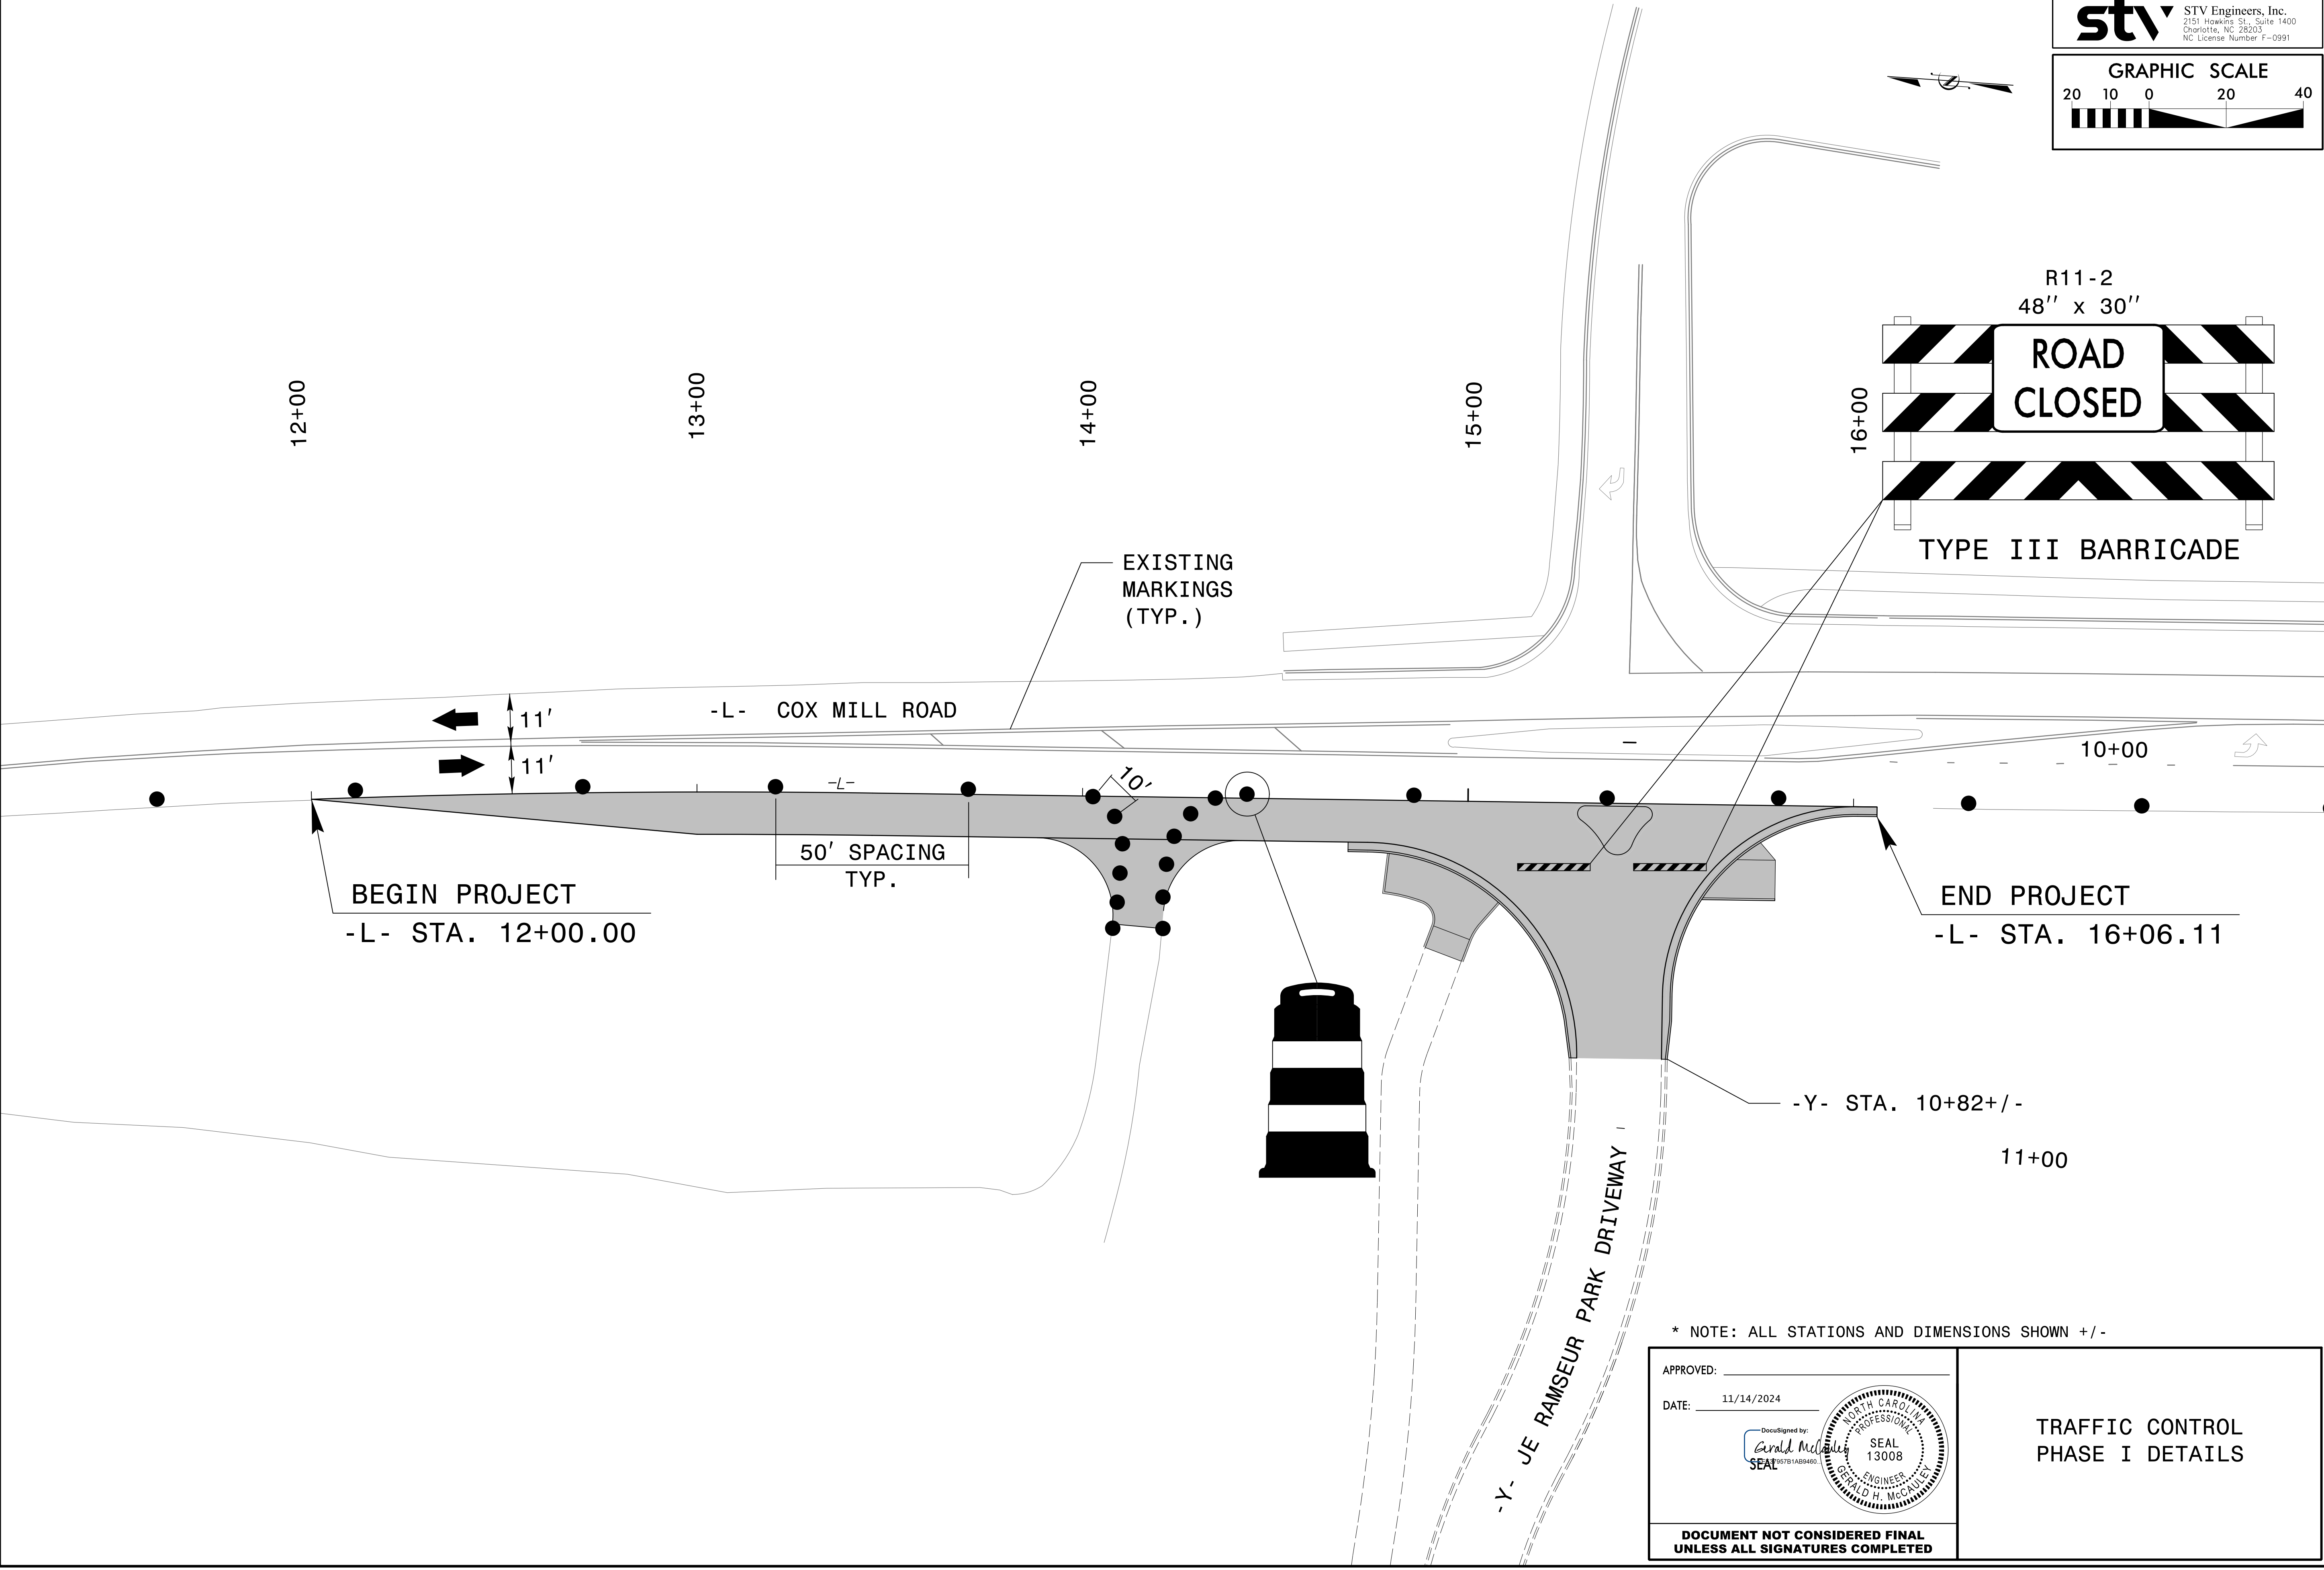 stv
STV Engineers, Inc.
2151 Hawkins St., Suite 1400
Charlotte, NC 28203
NC License Number F-0991
GRAPHIC SCALE
20 10 0 20 40
R11-2
48" x 30"
ROAD
CLOSED
TYPE III BARRICADE
12+00
13+00
14+00
15+00
16+00
EXISTING
MARKINGS
(TYP.)
-L- COX MILL ROAD
11'
11'
10+00
-L-
10'
50' SPACING
TYP.
BEGIN PROJECT
-L- STA. 12+00.00
END PROJECT
-L- STA. 16+06.11
-Y- STA. 10+82+/-
11+00
-Y- JE RAMSEUR PARK DRIVEWAY
* NOTE: ALL STATIONS AND DIMENSIONS SHOWN +/-
APPROVED:
DATE: 11/14/2024
DocuSigned by:
Gerald McCauley
SEAL
NORTH CAROLINA
PROFESSIONAL
SEAL
13008
ENGINEER
GERALD H. McCAULEY
DOCUMENT NOT CONSIDERED FINAL
UNLESS ALL SIGNATURES COMPLETED
TRAFFIC CONTROL
PHASE I DETAILS